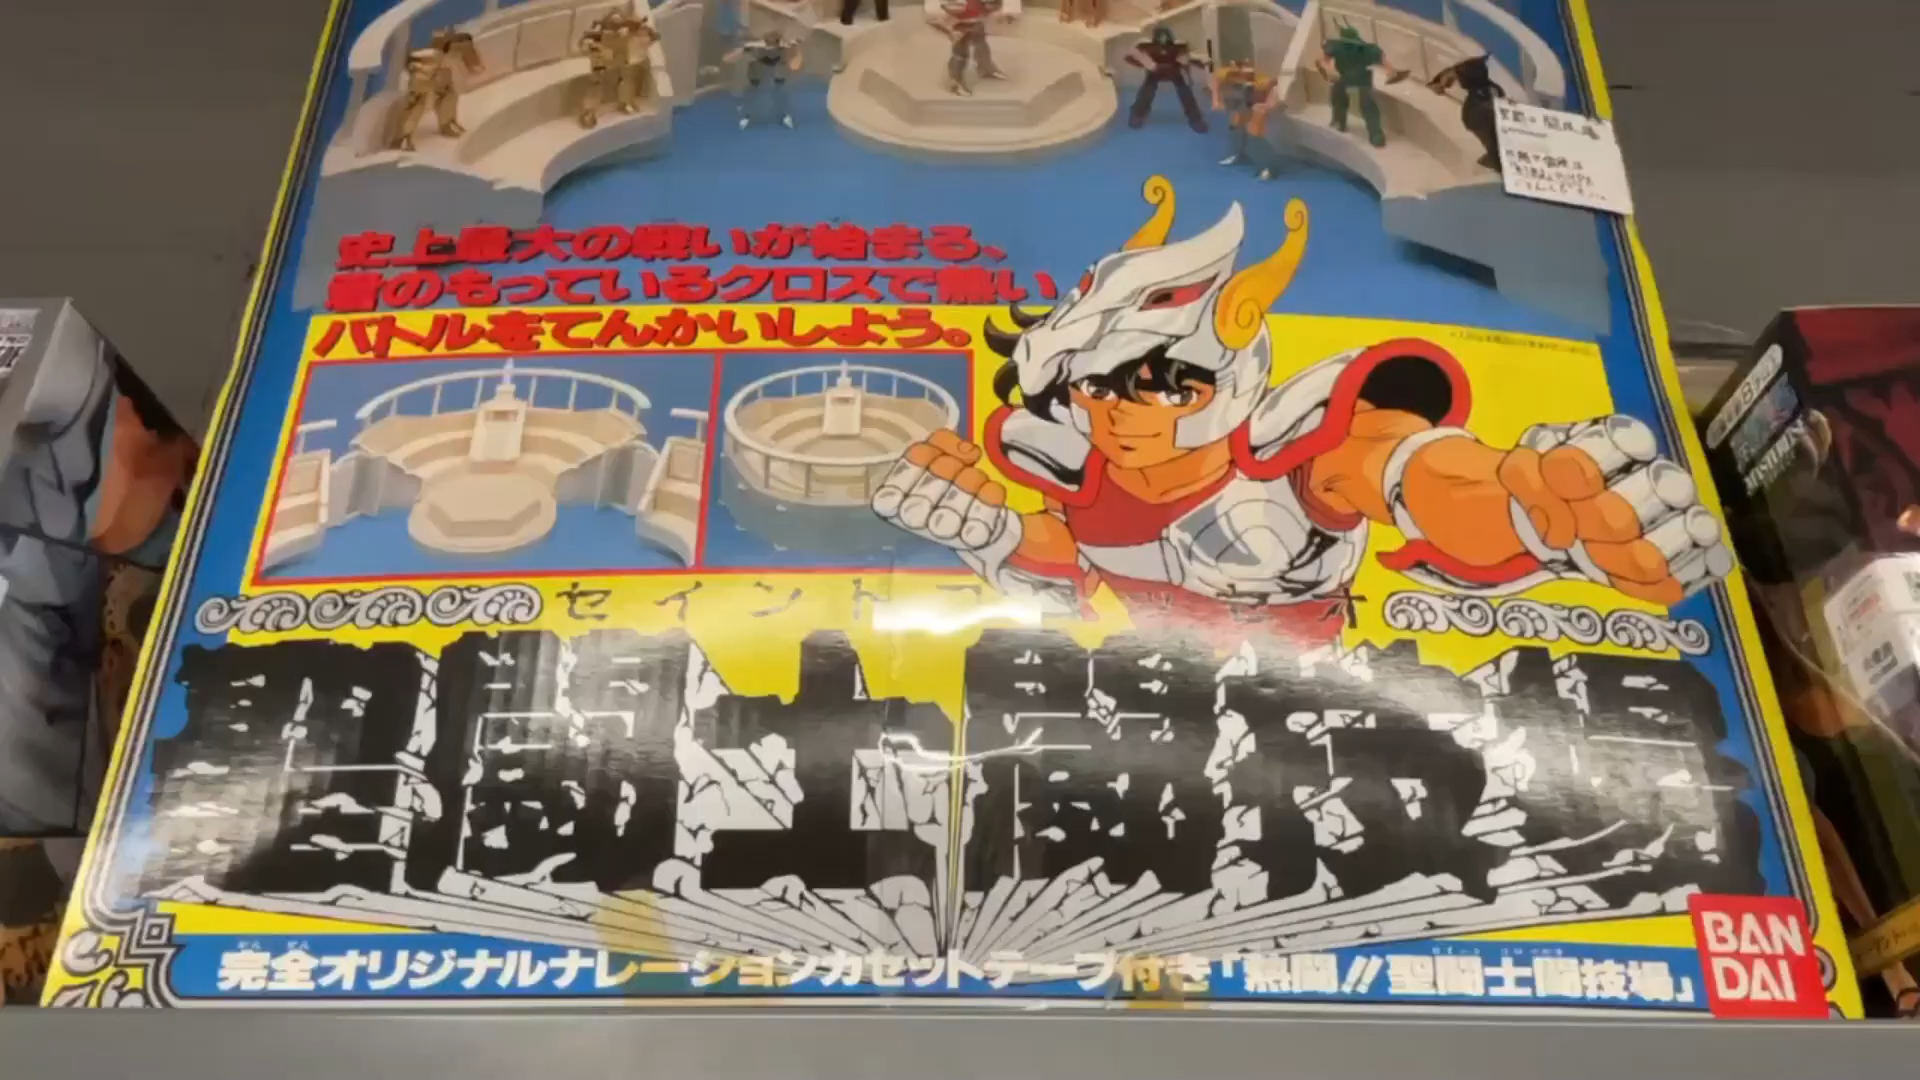 史上最大の戦いが始まる、
君のもっているクロスで熱い
バトルをてんかいしよう。
セイント
聖闘士闘技場
完全オリジナルナレーションカセットテープ付き「熱闘!!聖闘士闘技場」
BAN
DAI